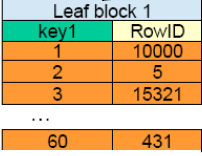 Leaf block 1
key1 RowID
1 10000
2 5
3 15321
...
60 431